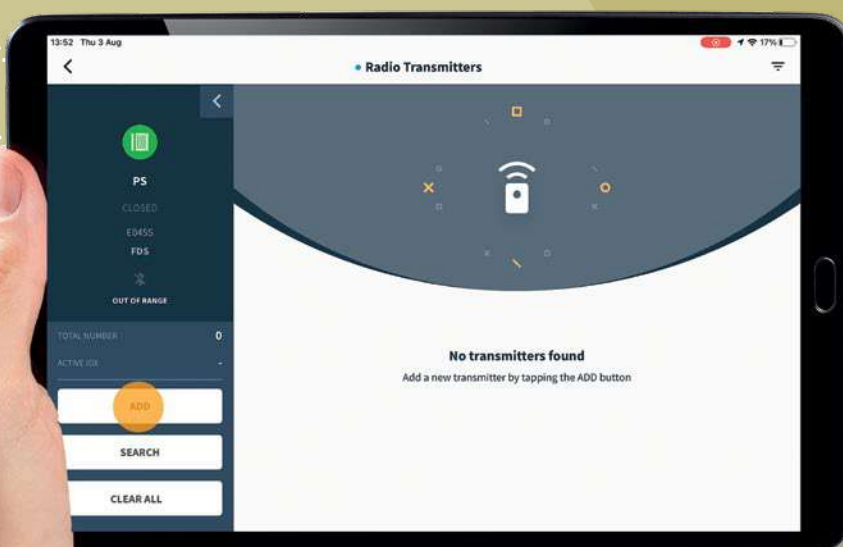 13:52 Thu 3 Aug
17%
Radio Transmitters
PS
CLOSED
E045S
FDS
OUT OF RANGE
TOTAL NUMBER 0
ACTIVE IDX -
ADD
SEARCH
CLEAR ALL
No transmitters found
Add a new transmitter by tapping the ADD button